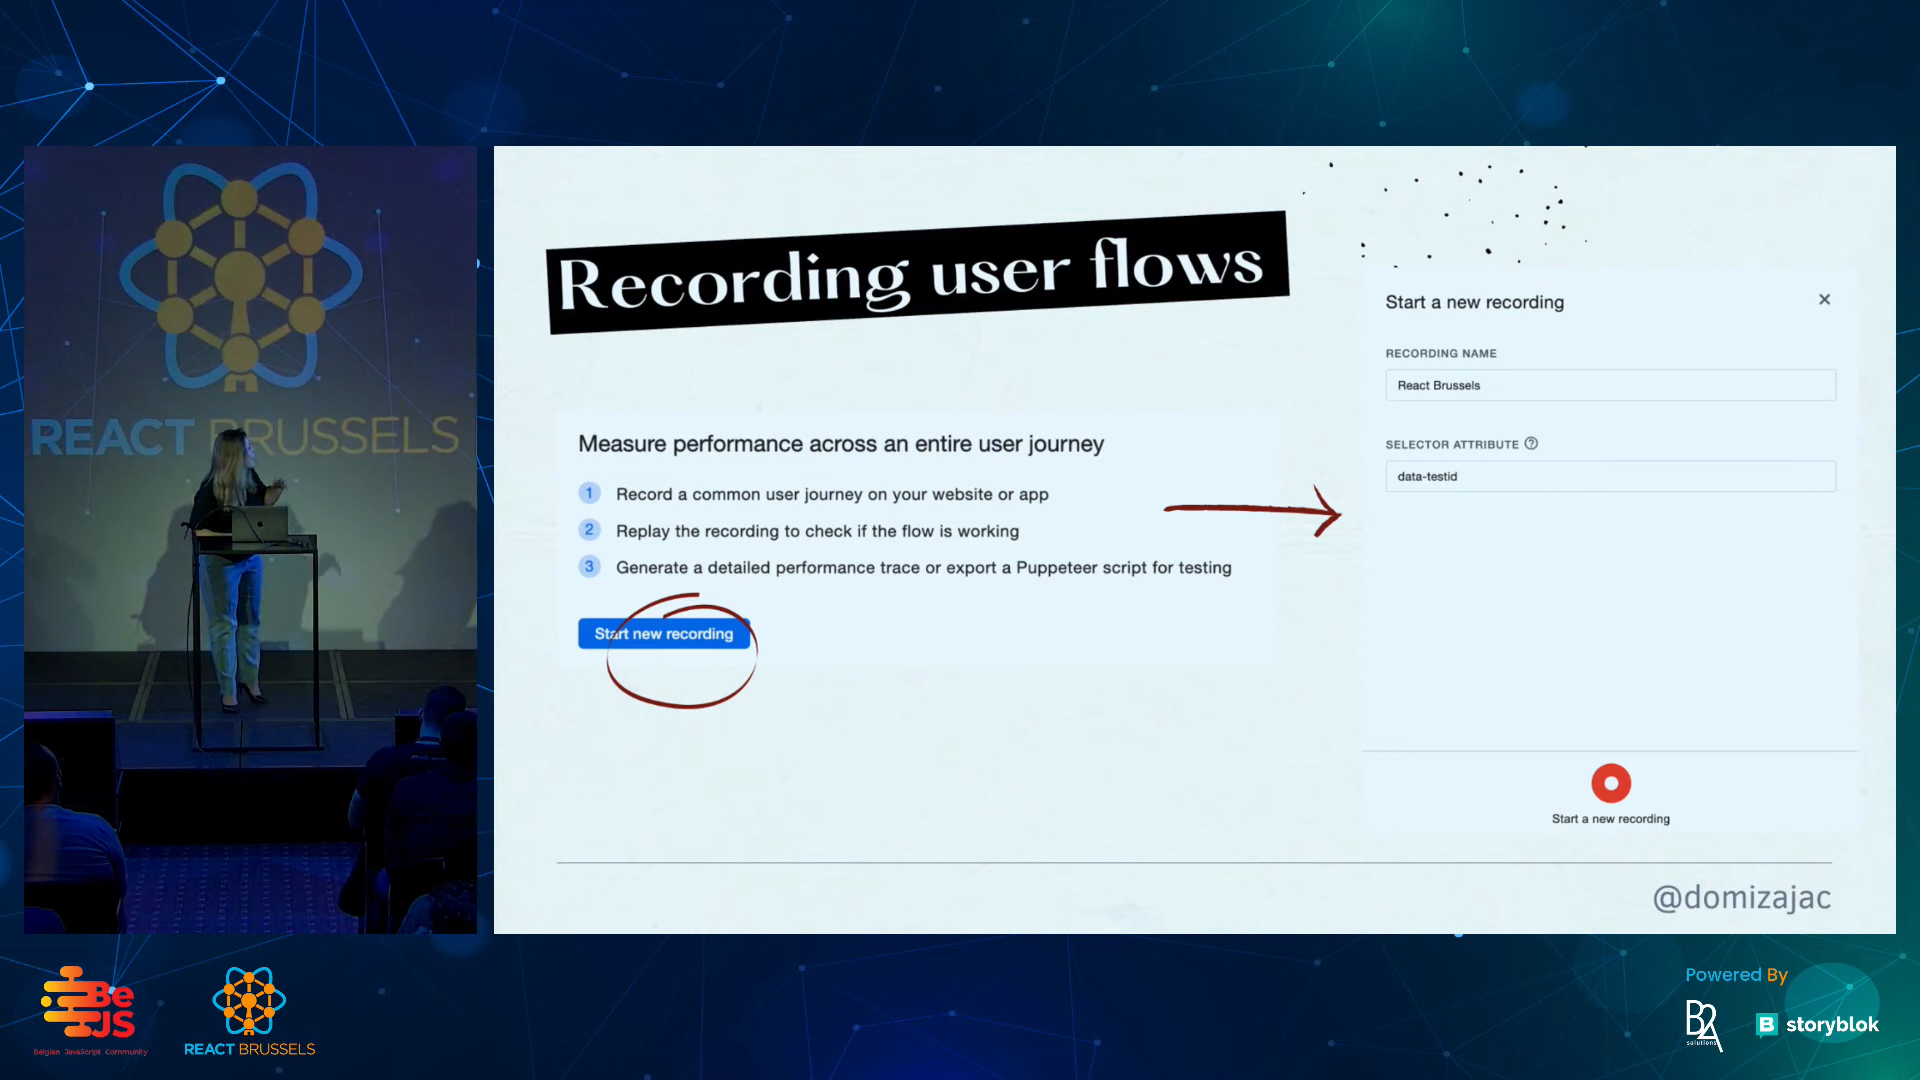 REACT BRUSSELS
Recording user flows
Measure performance across an entire user journey
1 Record a common user journey on your website or app
2 Replay the recording to check if the flow is working
3 Generate a detailed performance trace or export a Puppeteer script for testing
Start new recording
Start a new recording
RECORDING NAME
React Brussels
SELECTOR ATTRIBUTE ?
data-testid
Start a new recording
@domizajac
Be
JS
Belgian JavaScript Community
REACT BRUSSELS
Powered By
B2A
solutions
B storyblok